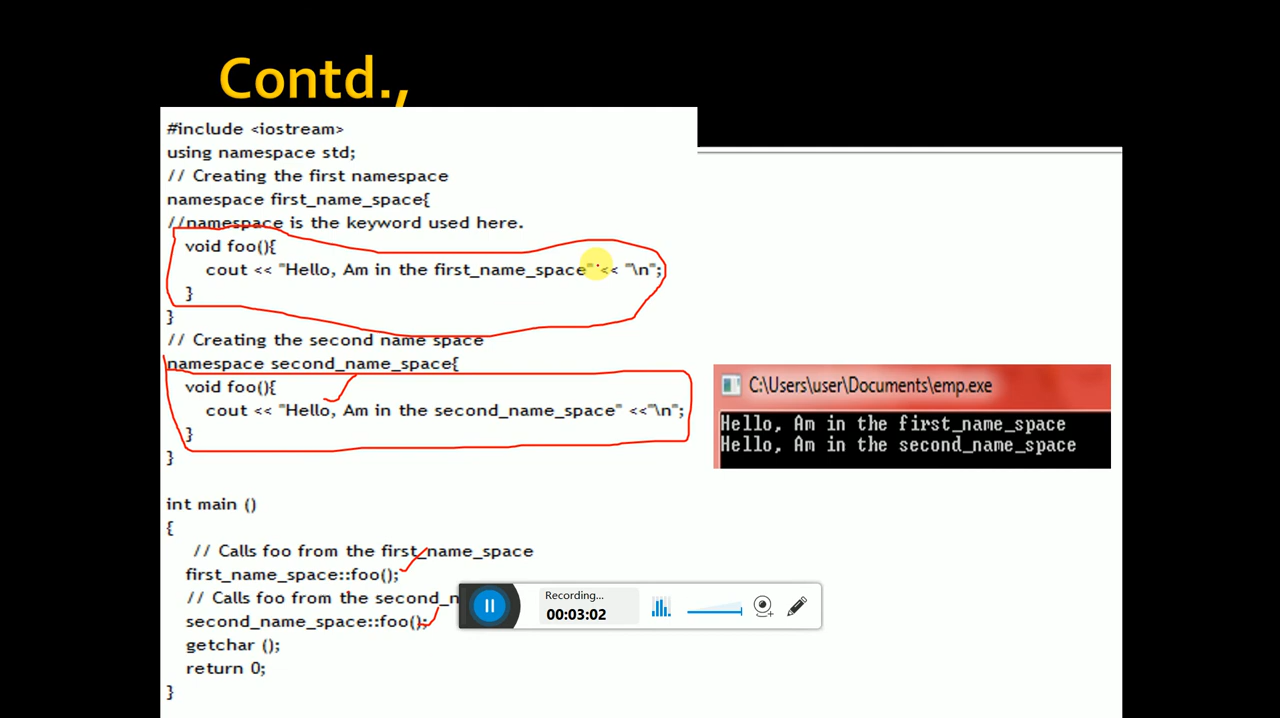 Contd.,
#include <iostream>
using namespace std;
// Creating the first namespace
namespace first_name_space{
//namespace is the keyword used here.
void foo(){
cout << "Hello, Am in the first_name_space" << "\n";
}
}
// Creating the second name space
namespace second_name_space{
void foo(){
cout << "Hello, Am in the second_name_space" <<"\n";
}
}
int main ()
{
// Calls foo from the first_name_space
first_name_space::foo();
// Calls foo from the second_n
second_name_space::foo();
getchar ();
return 0;
}
C:\Users\user\Documents\emp.exe
Hello, Am in the first_name_space
Hello, Am in the second_name_space
Recording...
00:03:02